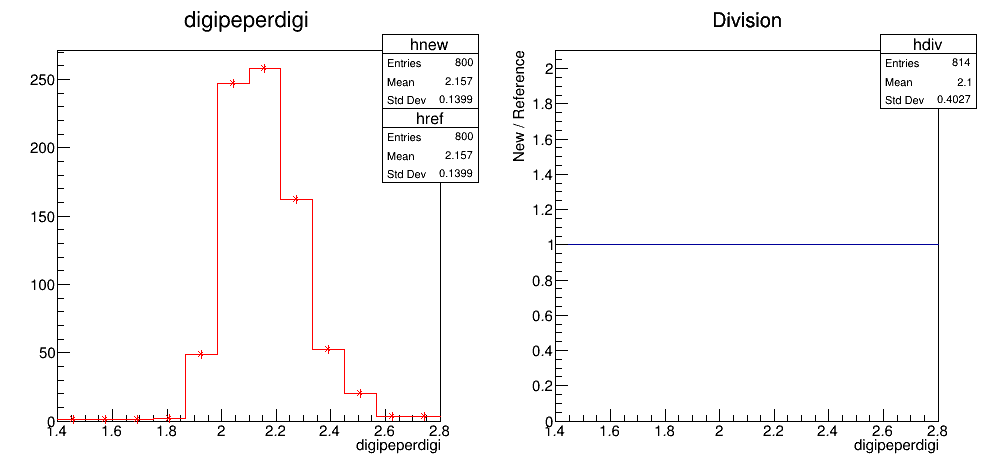 digipeperdigi
hnew
Entries 800
Mean 2.157
Std Dev 0.1399
href
Entries 800
Mean 2.157
Std Dev 0.1399
250
200
150
100
50
0
1.4 1.6 1.8 2 2.2 2.4 2.6 2.8
digipeperdigi
Division
hdiv
Entries 814
Mean 2.1
Std Dev 0.4027
New / Reference
2
1.8
1.6
1.4
1.2
1
0.8
0.6
0.4
0.2
0
1.4 1.6 1.8 2 2.2 2.4 2.6 2.8
digipeperdigi